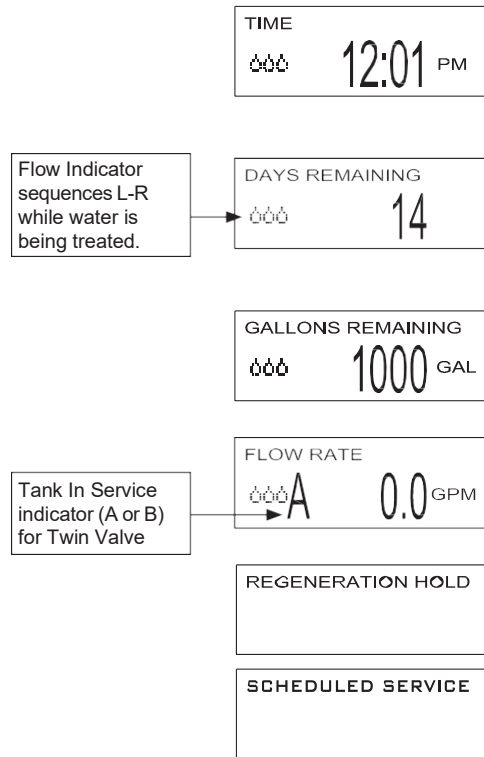 TIME
12:01 PM
Flow Indicator
sequences L-R
while water is
being treated.
DAYS REMAINING
14
GALLONS REMAINING
1000 GAL
FLOW RATE
A 0.0 GPM
Tank In Service
indicator (A or B)
for Twin Valve
REGENERATION HOLD
SCHEDULED SERVICE